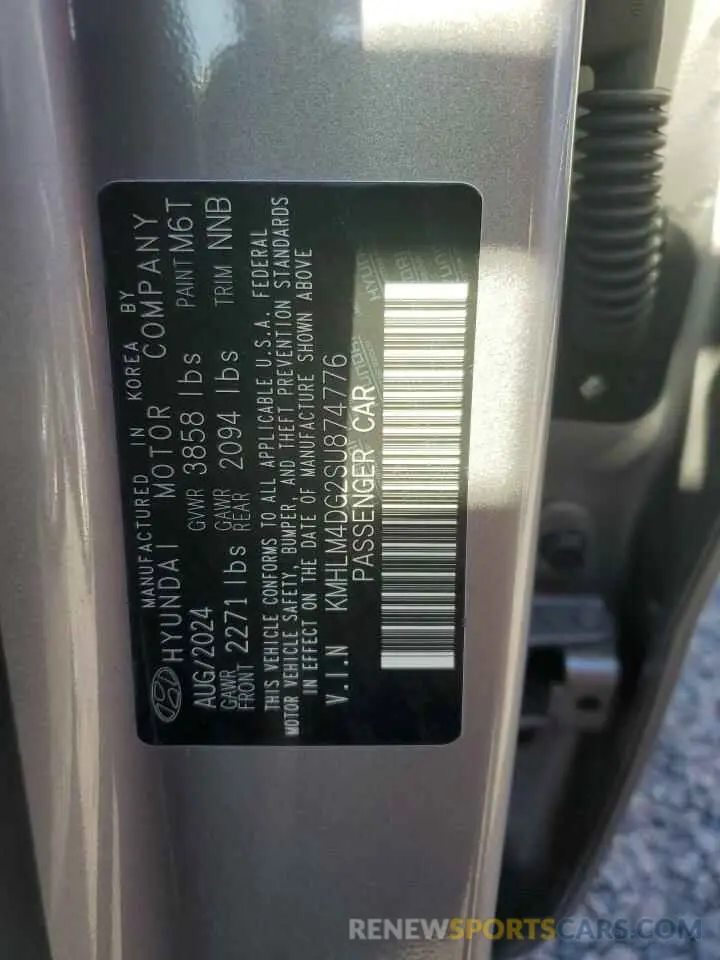 MANUFACTURED IN KOREA BY
HYUNDAI MOTOR COMPANY
AUG/2024 GVWR 3858 lbs PAINT M6T
GAWR FRONT 2271 lbs GAWR REAR 2094 lbs TRIM NNB
THIS VEHICLE CONFORMS TO ALL APPLICABLE U.S.A. FEDERAL
MOTOR VEHICLE SAFETY, BUMPER, AND THEFT PREVENTION STANDARDS
IN EFFECT ON THE DATE OF MANUFACTURE SHOWN ABOVE
V.I.N KMHLM4DG2SU874776
PASSENGER CAR
RENEWSPORTSCARS.COM